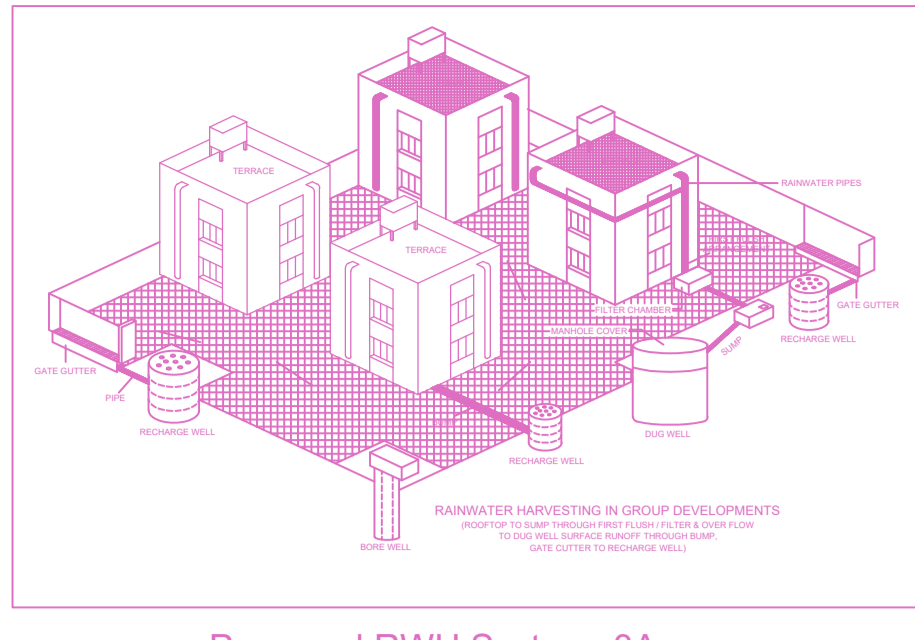 TERRACE
TERRACE
RAINWATER PIPES
ARRANGEMENT
GATE GUTTER
FILTER CHAMBER
MANHOLE COVER
SUMP
RECHARGE WELL
GATE GUTTER
PIPE
RECHARGE WELL
DUG WELL
RECHARGE WELL
BORE WELL
RAINWATER HARVESTING IN GROUP DEVELOPMENTS
(ROOFTOP TO SUMP THROUGH FIRST FLUSH / FILTER & OVER FLOW
TO DUG WELL SURFACE RUNOFF THROUGH BUMP,
GATE CUTTER TO RECHARGE WELL)